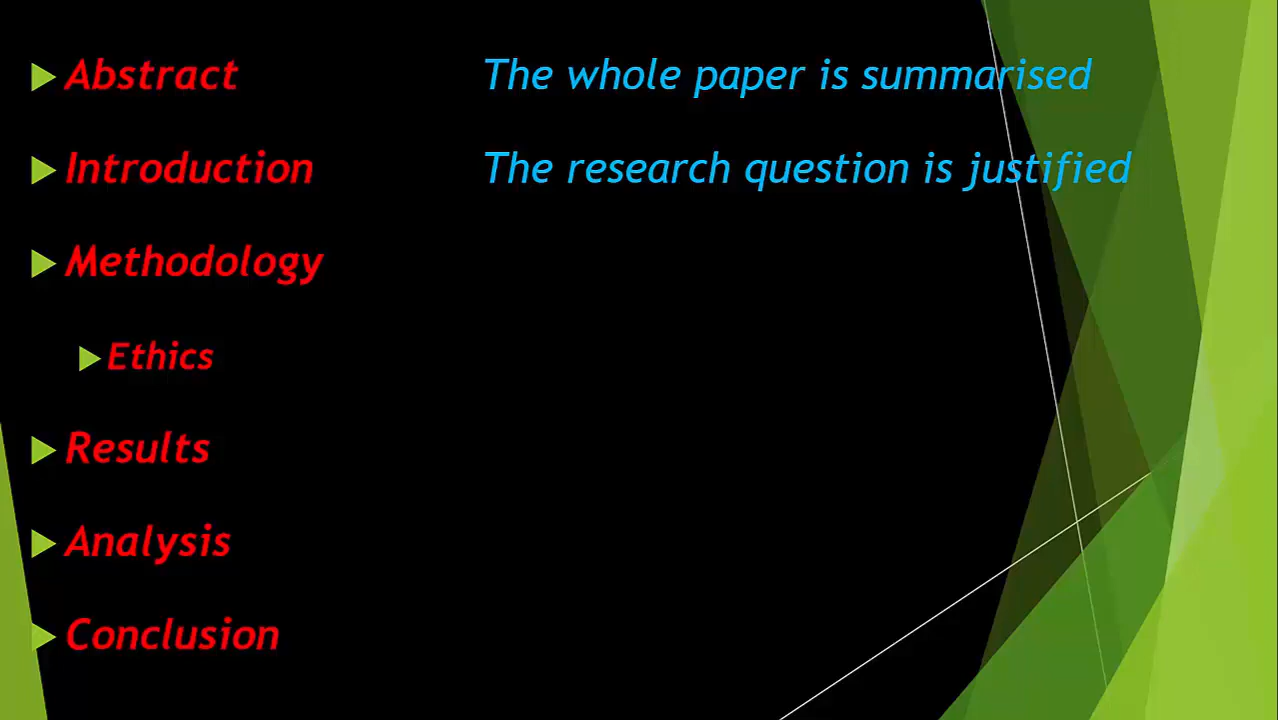 Abstract The whole paper is summarised
Introduction The research question is justified
Methodology
Ethics
Results
Analysis
Conclusion